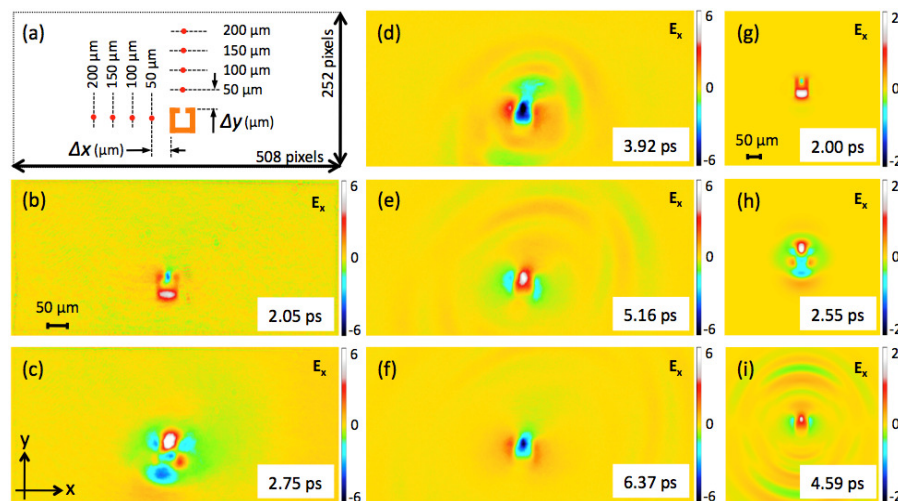 (a)
200 μm
150 μm
100 μm
50 μm
200 μm
150 μm
100 μm
50 μm
Δy (μm)
Δx (μm)
508 pixels
252 pixels
(b)
Ex
6
0
-6
50 μm
2.05 ps
(c)
Ex
6
0
-6
y
x
2.75 ps
(d)
Ex
6
0
-6
3.92 ps
(e)
Ex
6
0
-6
5.16 ps
(f)
Ex
6
0
-6
6.37 ps
(g)
Ex
2
0
-2
50 μm
2.00 ps
(h)
Ex
2
0
-2
2.55 ps
(i)
Ex
2
0
-2
4.59 ps